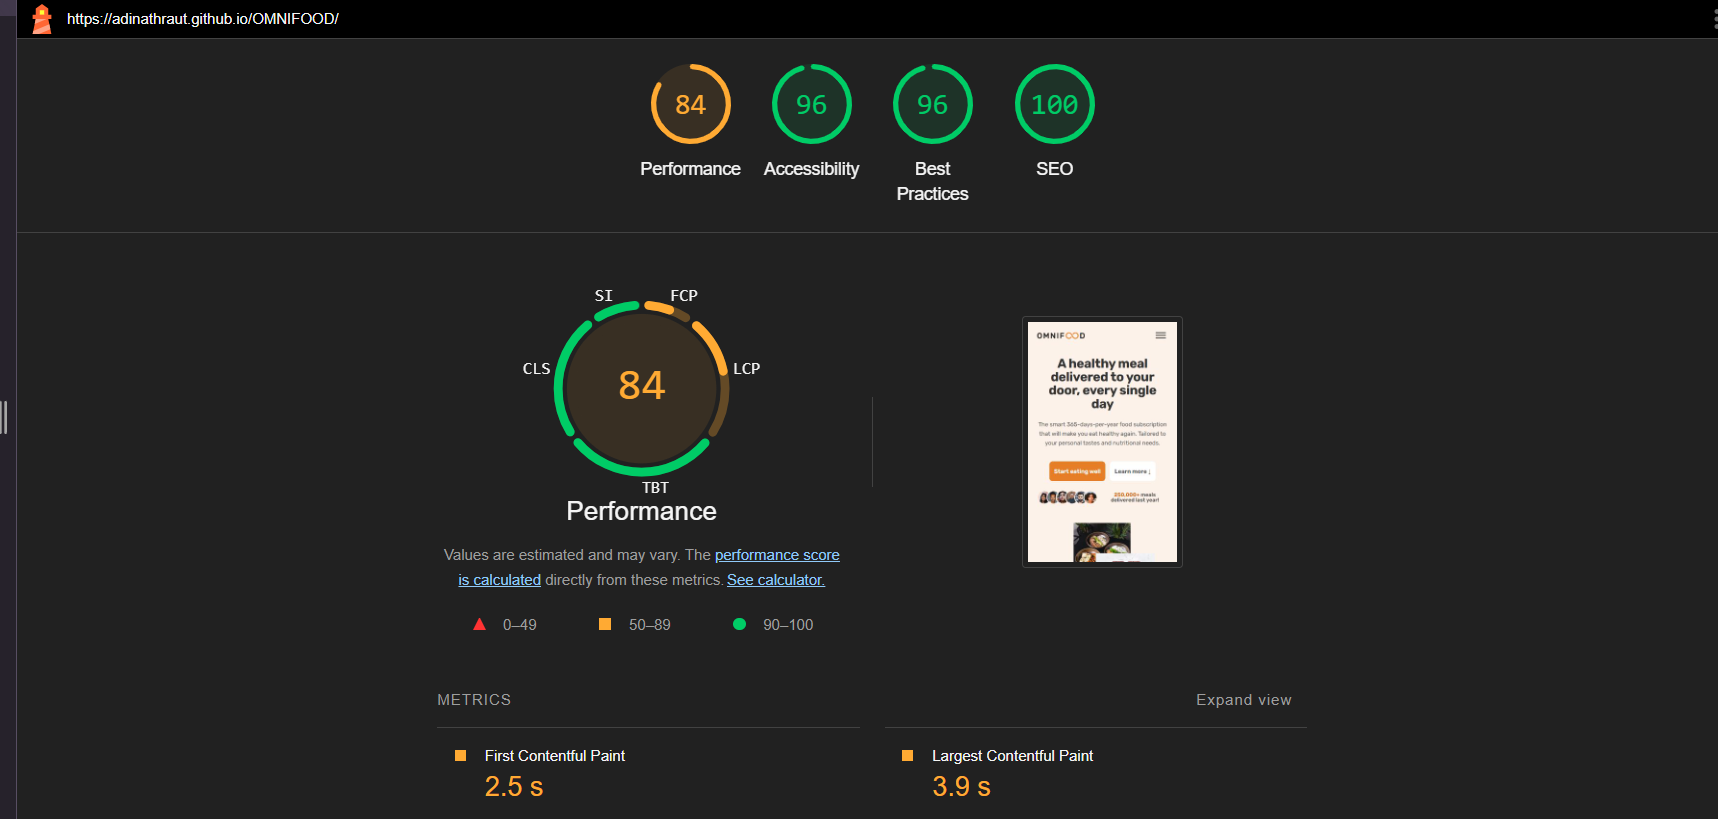 https://adinathraut.github.io/OMNIFOOD/
84
96
96
100
Performance
Accessibility
Best
Practices
SEO
SI
FCP
CLS
LCP
84
TBT
Performance
Values are estimated and may vary. The performance score
is calculated directly from these metrics. See calculator.
0–49
50–89
90–100
OMNIFOOD
A healthy meal
delivered to your
door, every single
day
The smart 365-days-per-year food subscription
that will make you eat healthy again. Tailored to
your personal tastes and nutritional needs.
Start eating well
Learn more ↓
250,000+ meals
delivered last year!
METRICS
Expand view
First Contentful Paint
2.5 s
Largest Contentful Paint
3.9 s